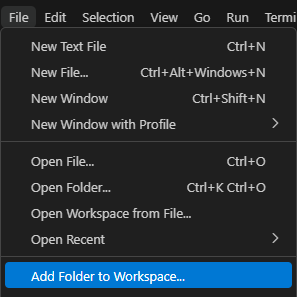 File Edit Selection View Go Run Termi
New Text File Ctrl+N
New File... Ctrl+Alt+Windows+N
New Window Ctrl+Shift+N
New Window with Profile
Open File... Ctrl+O
Open Folder... Ctrl+K Ctrl+O
Open Workspace from File...
Open Recent
Add Folder to Workspace...